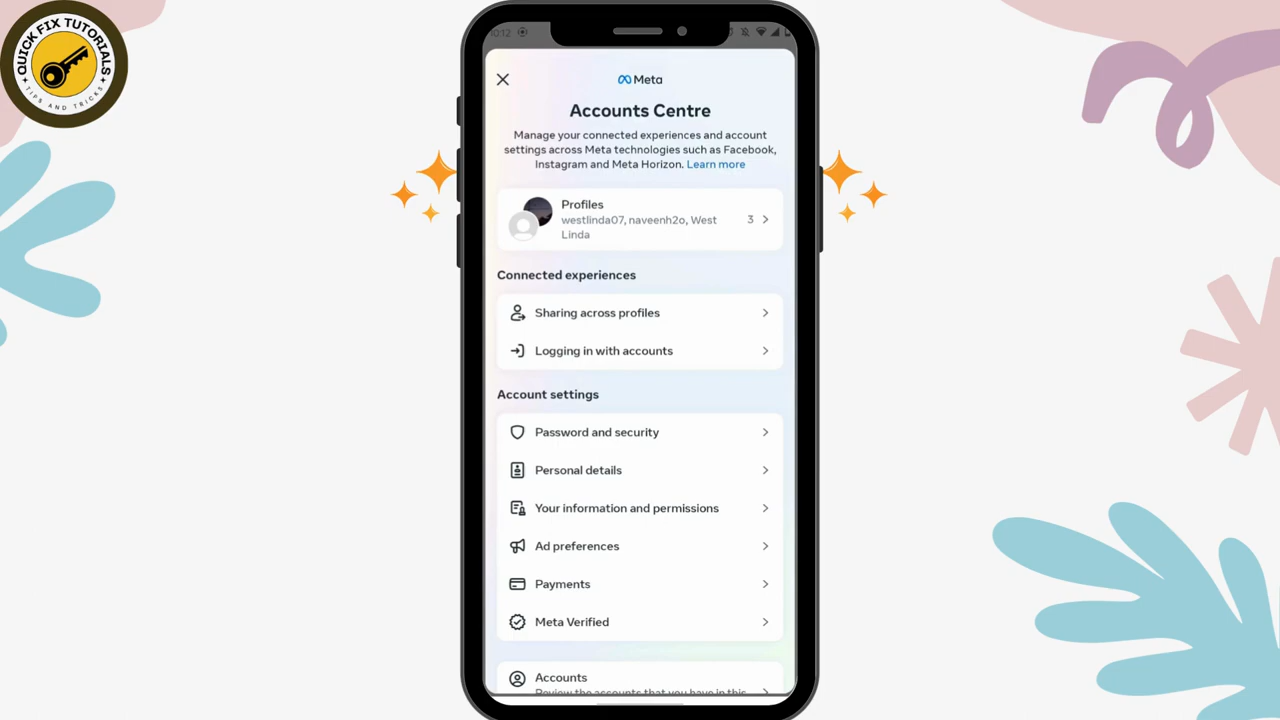 QUICK FIX TUTORIALS
TIPS AND TRICKS
10:12
Meta
Accounts Centre
Manage your connected experiences and account
settings across Meta technologies such as Facebook,
Instagram and Meta Horizon. Learn more
Profiles
westlinda07, naveenh2o, West
Linda
3
Connected experiences
Sharing across profiles
Logging in with accounts
Account settings
Password and security
Personal details
Your information and permissions
Ad preferences
Payments
Meta Verified
Accounts
Review the accounts that you have in this